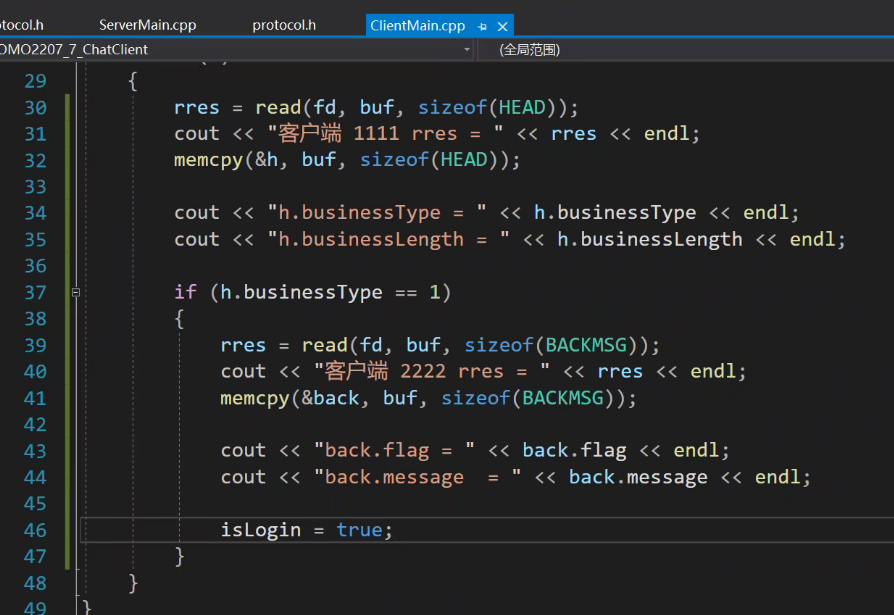 tocol.h ServerMain.cpp protocol.h ClientMain.cpp
OMO2207_7_ChatClient (全局范围)
29 {
30 rres = read(fd, buf, sizeof(HEAD));
31 cout << "客户端 1111 rres = " << rres << endl;
32 memcpy(&h, buf, sizeof(HEAD));
33
34 cout << "h.businessType = " << h.businessType << endl;
35 cout << "h.businessLength = " << h.businessLength << endl;
36
37 if (h.businessType == 1)
38 {
39 rres = read(fd, buf, sizeof(BACKMSG));
40 cout << "客户端 2222 rres = " << rres << endl;
41 memcpy(&back, buf, sizeof(BACKMSG));
42
43 cout << "back.flag = " << back.flag << endl;
44 cout << "back.message  = " << back.message << endl;
45
46 isLogin = true;
47 }
48 }
49 }